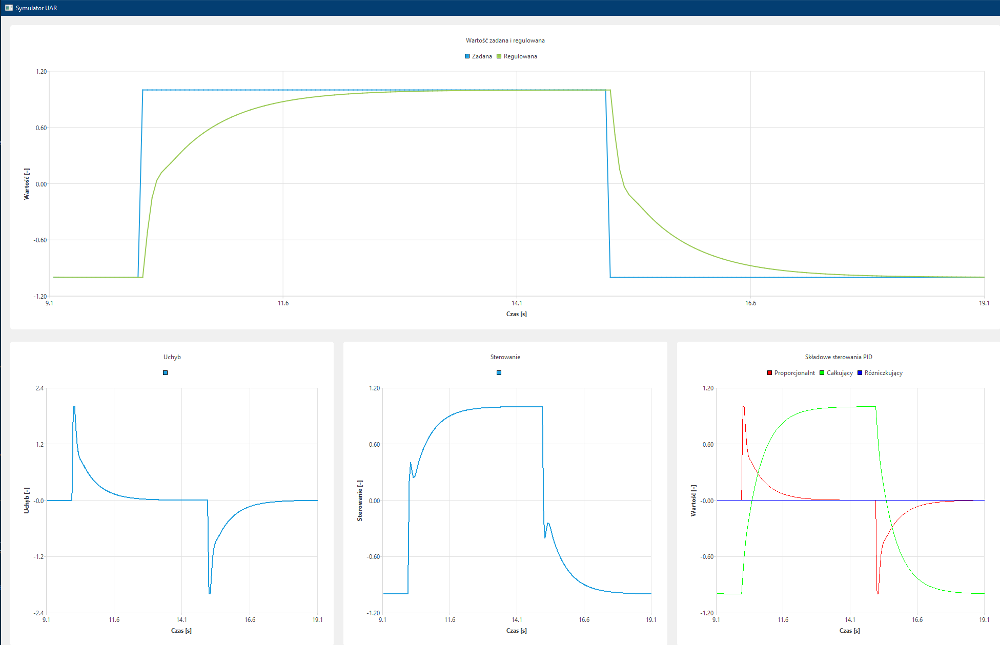 Symulator UAR
Wartość zadana i regulowana
Zadana Regulowana
1.20
0.60
0.00
-0.60
-1.20
Wartość [-]
9.1 11.6 14.1 16.6 19.1
Czas [s]
Uchyb
2.4
1.2
-0.0
-1.2
-2.4
Uchyb [-]
9.1 11.6 14.1 16.6 19.1
Czas [s]
Sterowanie
1.20
0.60
0.00
-0.60
-1.20
Sterowanie [-]
9.1 11.6 14.1 16.6 19.1
Czas [s]
Składowe sterowania PID
Proporcjonalnt Całkujący Różniczkujący
1.20
0.60
-0.00
-0.60
-1.20
Wartość [-]
9.1 11.6 14.1 16.6 19.1
Czas [s]